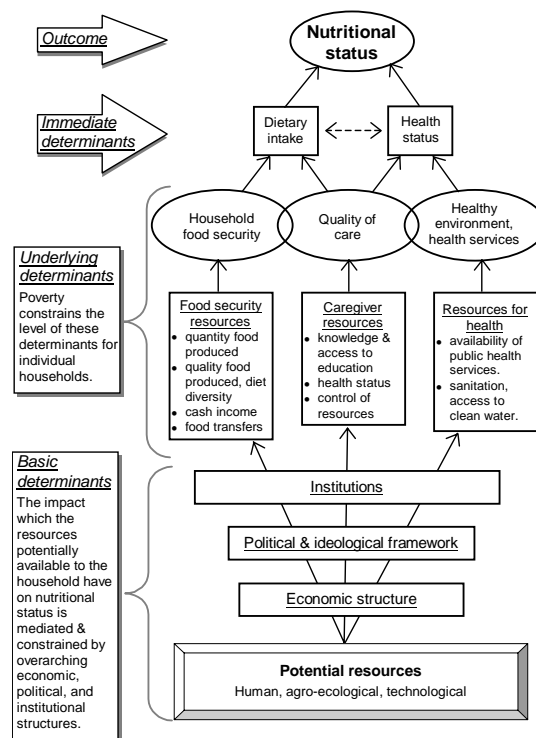 Outcome
Nutritional
status
Immediate
determinants
Dietary
intake
Health
status
Household
food security
Quality of
care
Healthy
environment,
health services
Underlying
determinants
Poverty
constrains the
level of these
determinants for
individual
households.
Food security
resources
• quantity food
produced
• quality food
produced, diet
diversity
• cash income
• food transfers
Caregiver
resources
• knowledge &
access to
education
• health status
• control of
resources
Resources for
health
• availability of
public health
services.
• sanitation,
access to
clean water.
Basic
determinants
The impact
which the
resources
potentially
available to the
household have
on nutritional
status is
mediated &
constrained by
overarching
economic,
political, and
institutional
structures.
Institutions
Political & ideological framework
Economic structure
Potential resources
Human, agro-ecological, technological